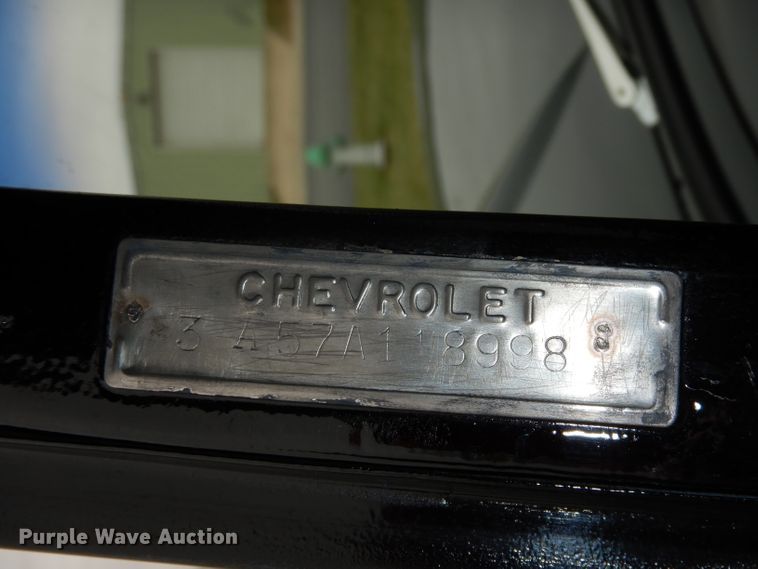 CHEVROLET
3 A57A118998
Purple Wave Auction